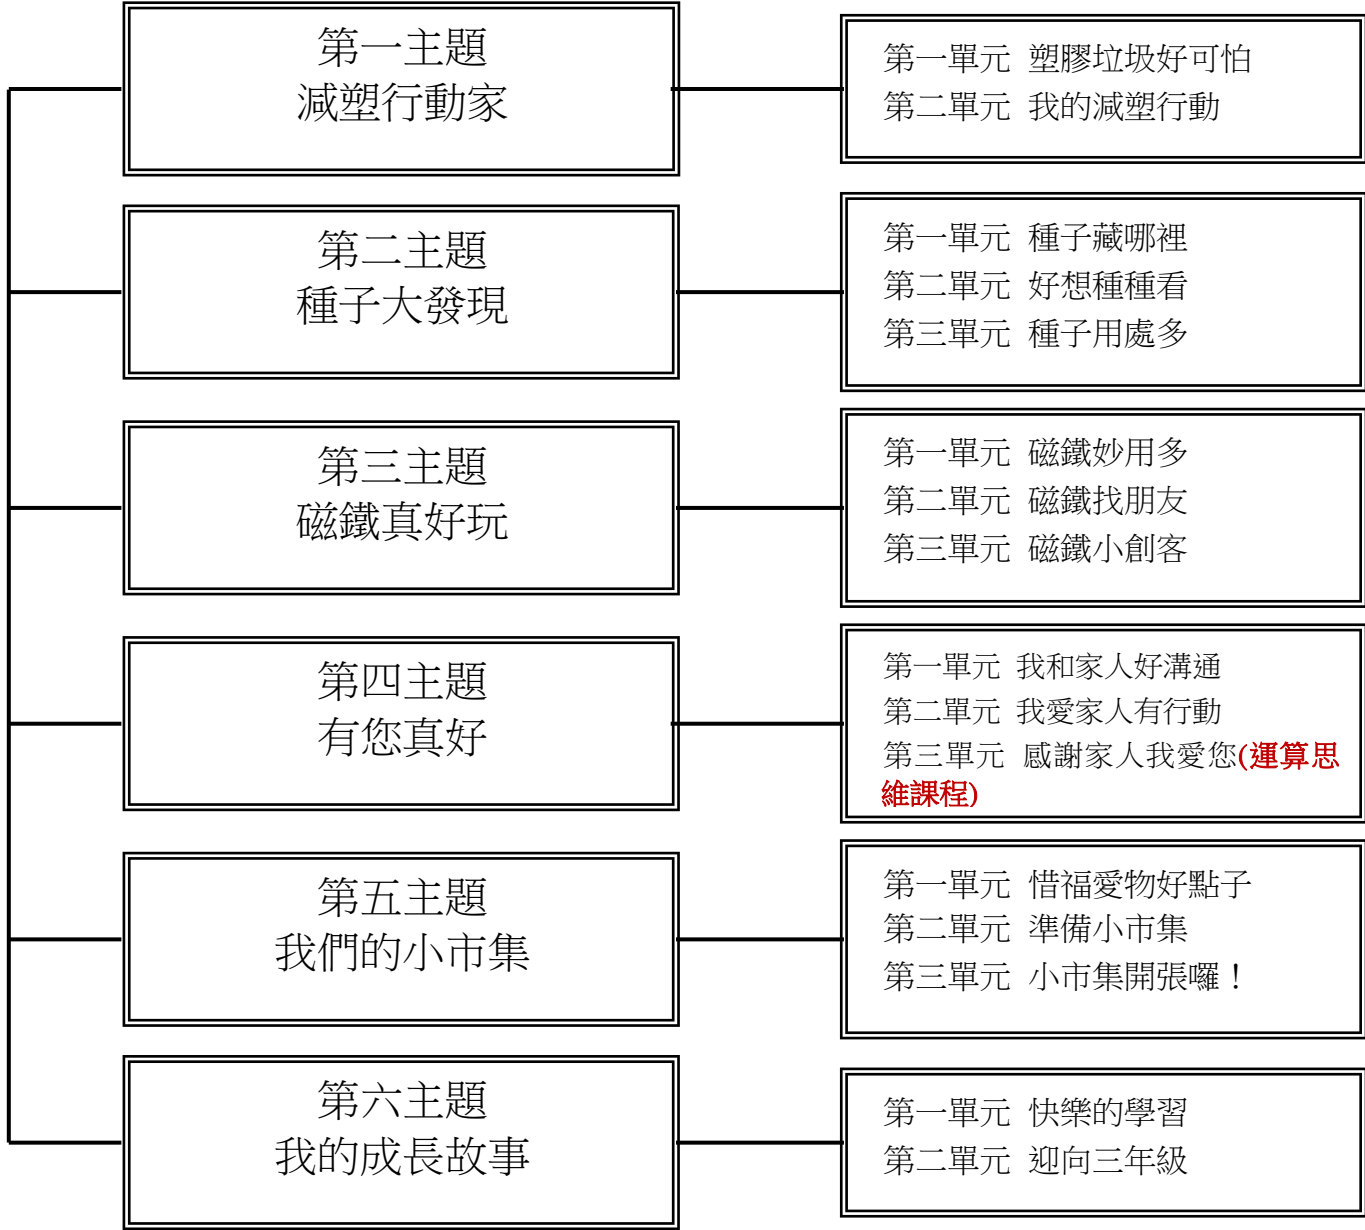 第一主題
減塑行動家
第一單元 塑膠垃圾好可怕
第二單元 我的減塑行動
第二主題
種子大發現
第一單元 種子藏哪裡
第二單元 好想種種看
第三單元 種子用處多
第三主題
磁鐵真好玩
第一單元 磁鐵妙用多
第二單元 磁鐵找朋友
第三單元 磁鐵小創客
第四主題
有您真好
第一單元 我和家人好溝通
第二單元 我愛家人有行動
第三單元 感謝家人我愛您(運算思
維課程)
第五主題
我們的小市集
第一單元 惜福愛物好點子
第二單元 準備小市集
第三單元 小市集開張囉！
第六主題
我的成長故事
第一單元 快樂的學習
第二單元 迎向三年級